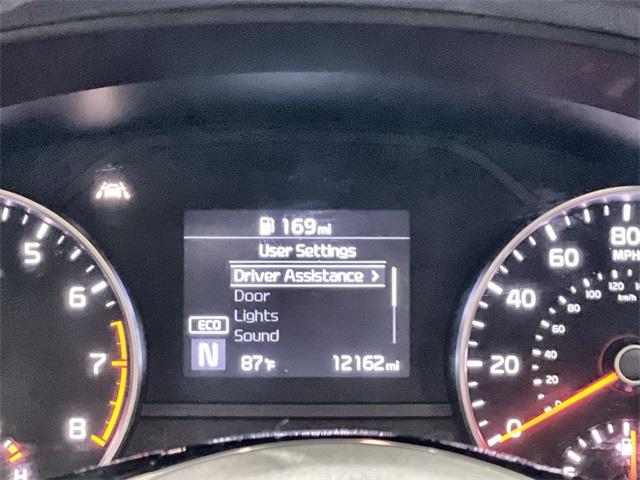 169mi
User Settings
Driver Assistance >
Door
Lights
Sound
ECO
N
87°F
12162mi
5
6
7
8
H
0
20
40
60
80
MPH
0
20
40
60
80
100
120
km/h